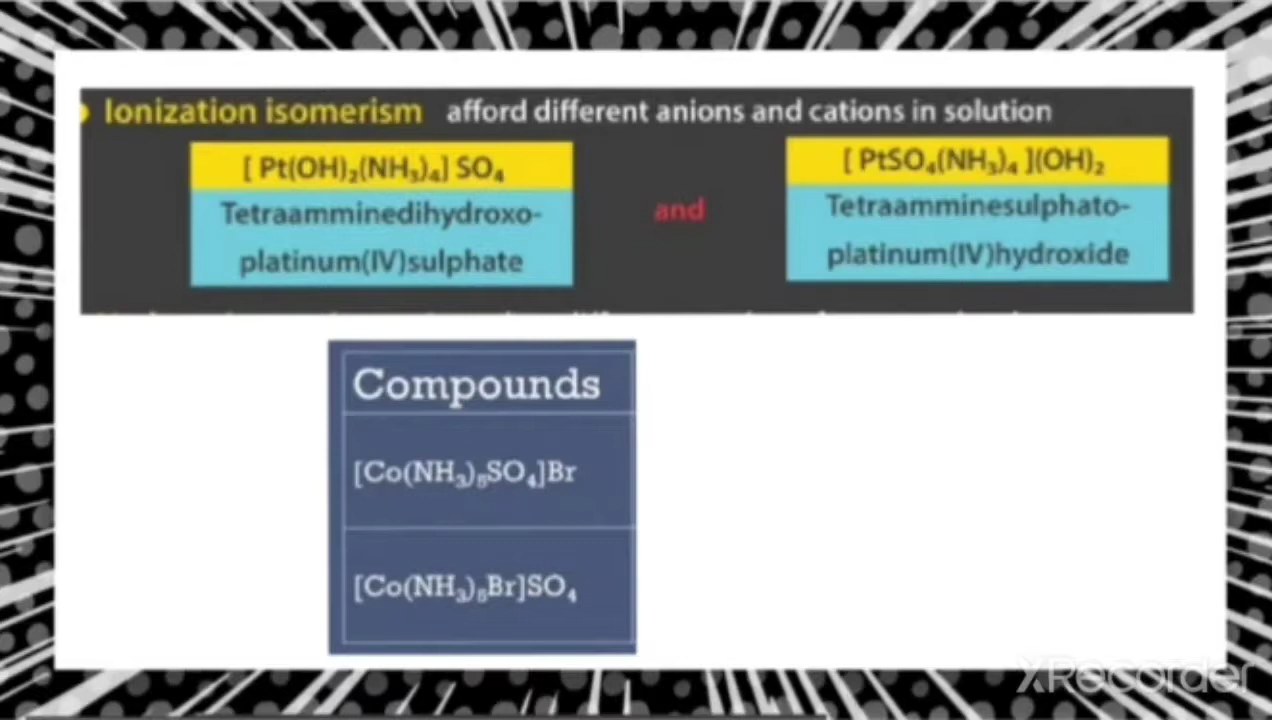 Ionization isomerism afford different anions and cations in solution
[ Pt(OH)₂(NH₃)₄] SO₄
Tetraamminedihydroxo-
platinum(IV)sulphate
and
[ PtSO₄(NH₃)₄ ](OH)₂
Tetraamminesulphato-
platinum(IV)hydroxide
Compounds
[Co(NH₃)₅SO₄]Br
[Co(NH₃)₅Br]SO₄
XRecorder